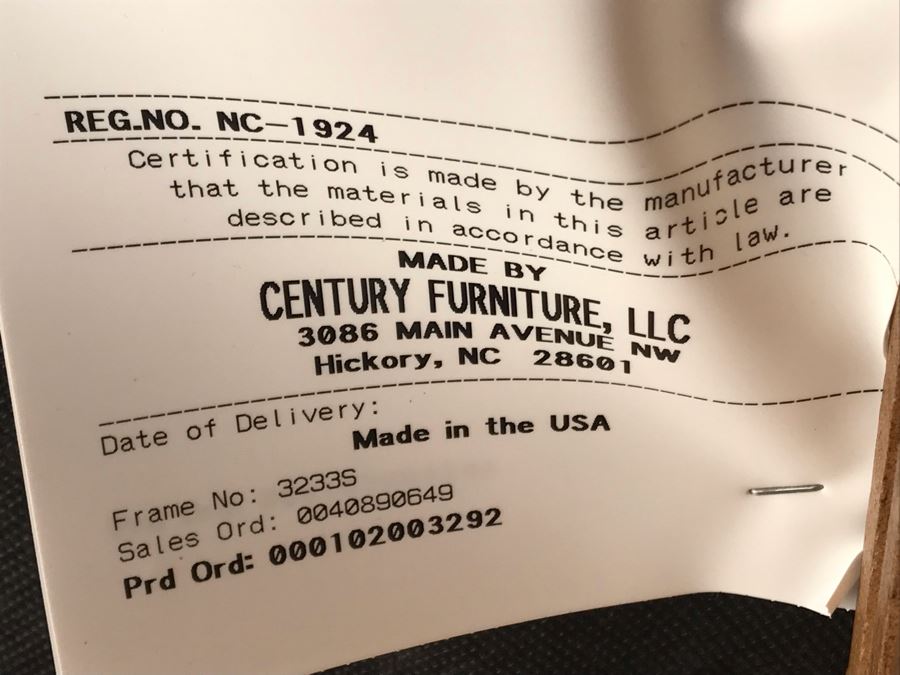 REG.NO. NC-1924
Certification is made by the manufacturer
that the materials in this article are
described in accordance with law.
MADE BY
CENTURY FURNITURE, LLC
3086 MAIN AVENUE NW
Hickory, NC 28601
Date of Delivery:
Made in the USA
Frame No: 3233S
Sales Ord: 0040890649
Prd Ord: 000102003292